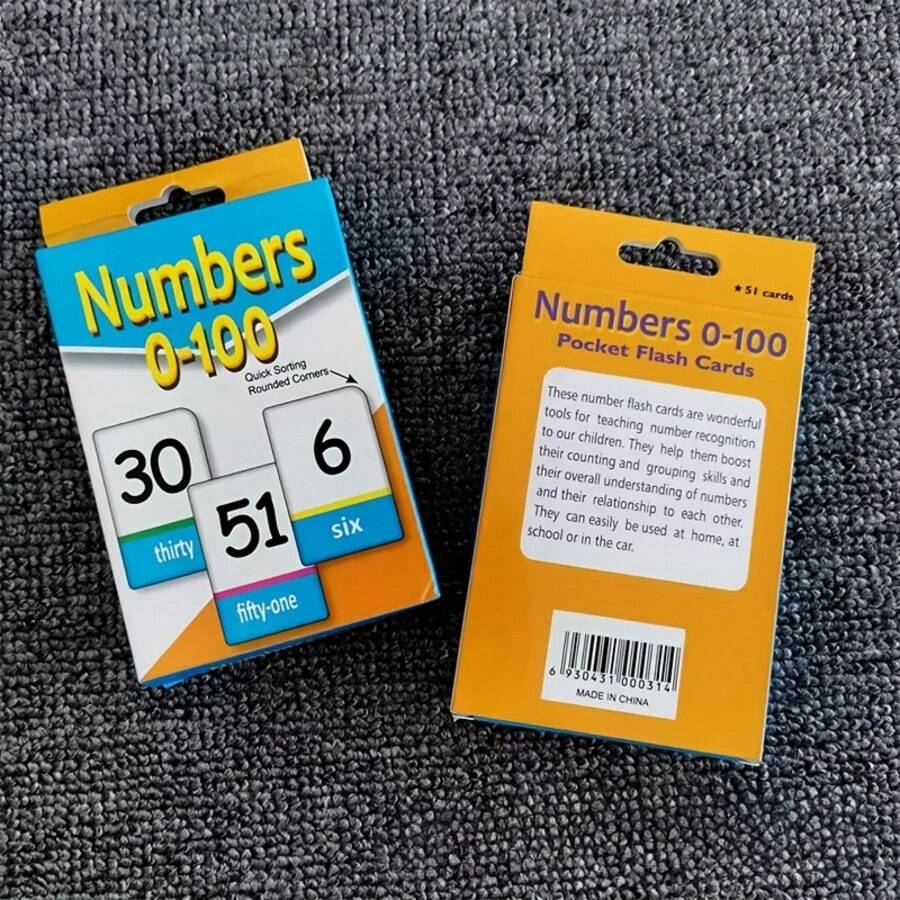 Numbers
0-100
Quick Sorting
Rounded Corners
30
thirty
51
fifty-one
6
six
★ 51 cards
Numbers 0-100
Pocket Flash Cards
These number flash cards are wonderful
tools for teaching number recognition
to our children. They help them boost
their counting and grouping skills and
their overall understanding of numbers
and their relationship to each other.
They can easily be used at home, at
school or in the car.
6 930431 000314
MADE IN CHINA